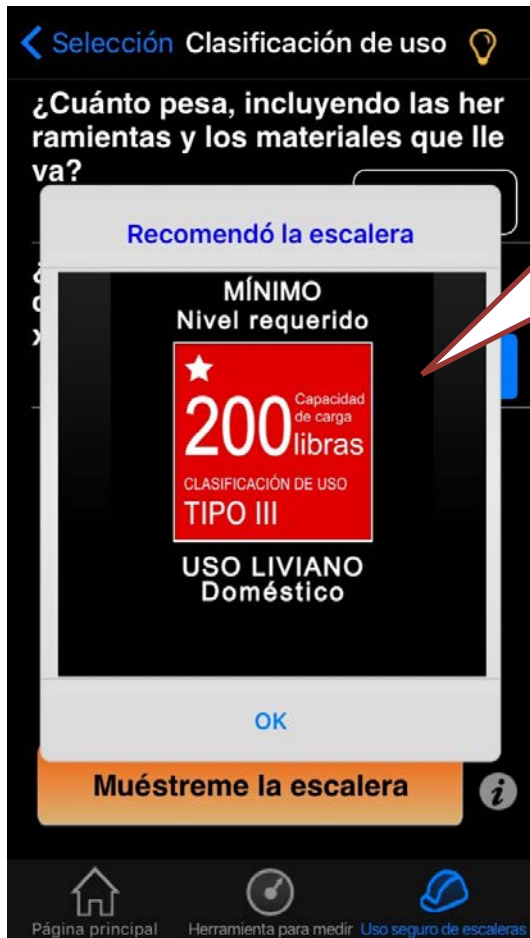 Selección Clasificación de uso
¿Cuánto pesa, incluyendo las her
ramientas y los materiales que lle
va?
Recomendó la escalera
MÍNIMO
Nivel requerido
200 libras
Capacidad
de carga
CLASIFICACIÓN DE USO
TIPO III
USO LIVIANO
Doméstico
OK
Muéstreme la escalera
Página principal Herramienta para medir Uso seguro de escaleras